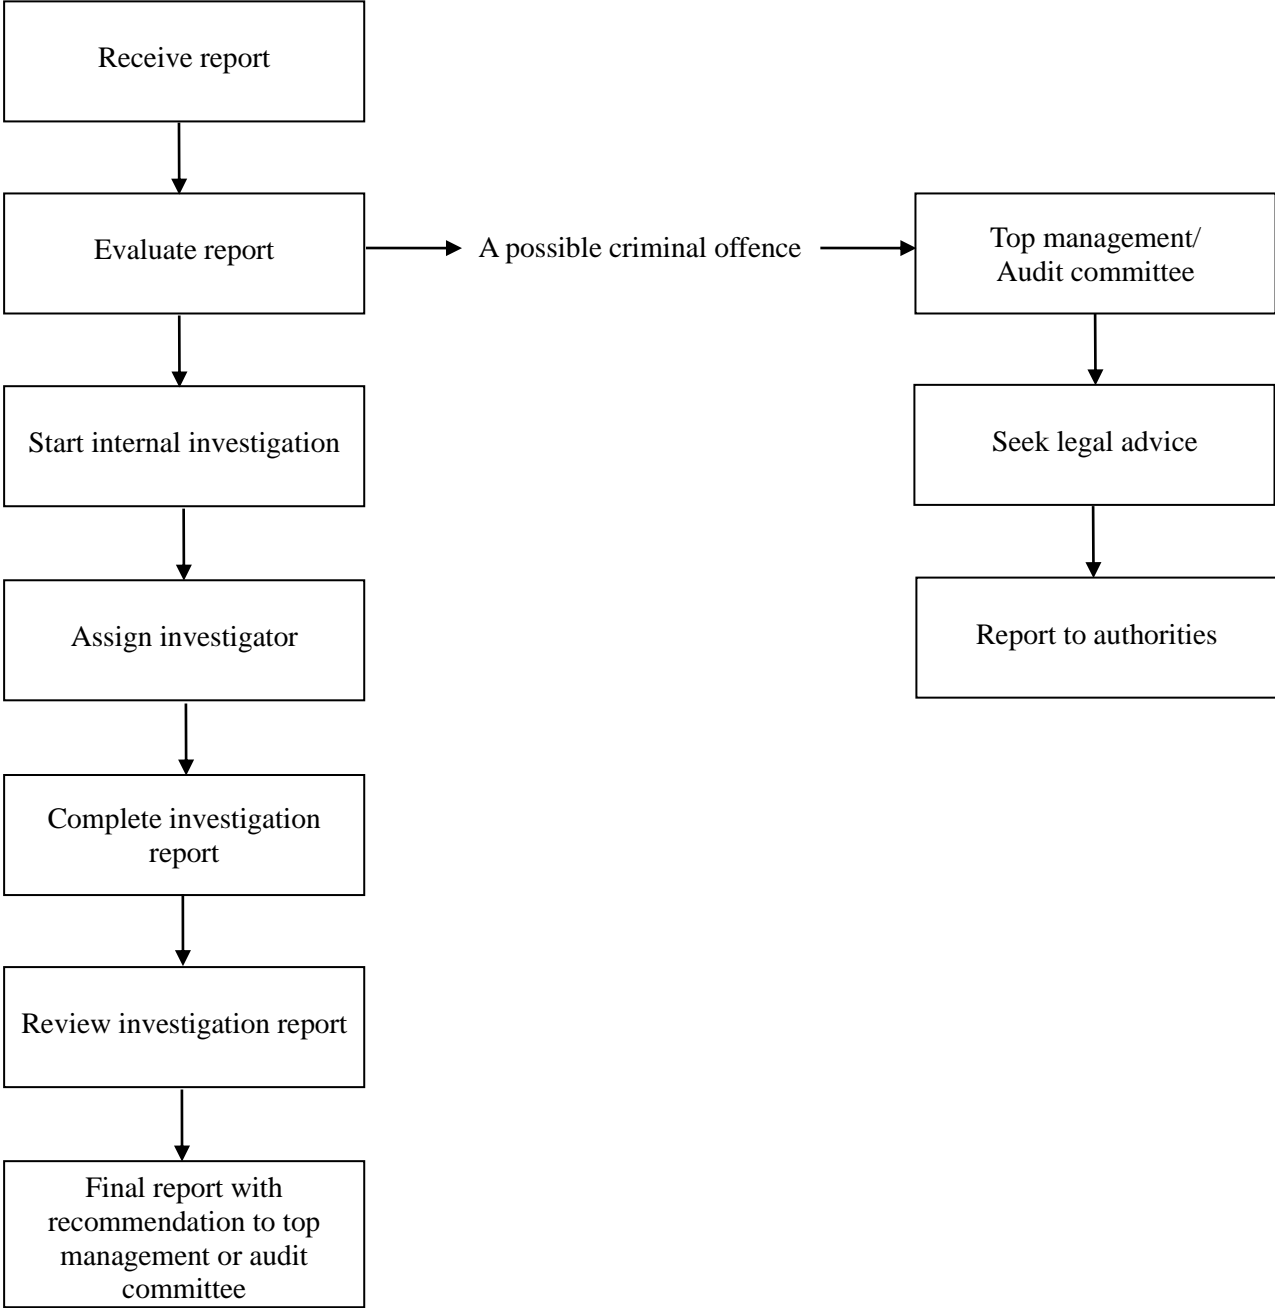 Receive report
Evaluate report
A possible criminal offence
Top management/
Audit committee
Start internal investigation
Seek legal advice
Assign investigator
Report to authorities
Complete investigation
report
Review investigation report
Final report with
recommendation to top
management or audit
committee